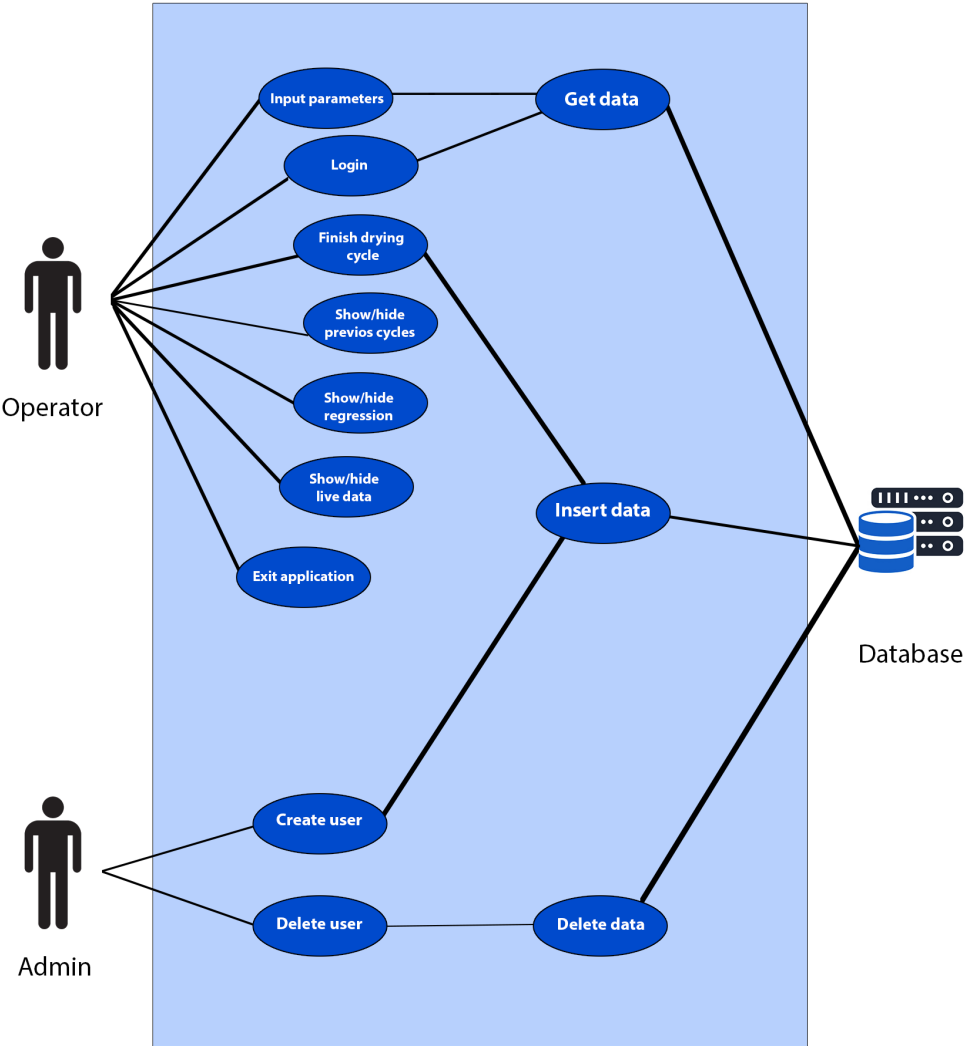 Input parameters
Get data
Login
Finish drying
cycle
Show/hide
previos cycles
Operator
Show/hide
regression
Show/hide
live data
Insert data
Exit application
Database
Create user
Delete user
Delete data
Admin